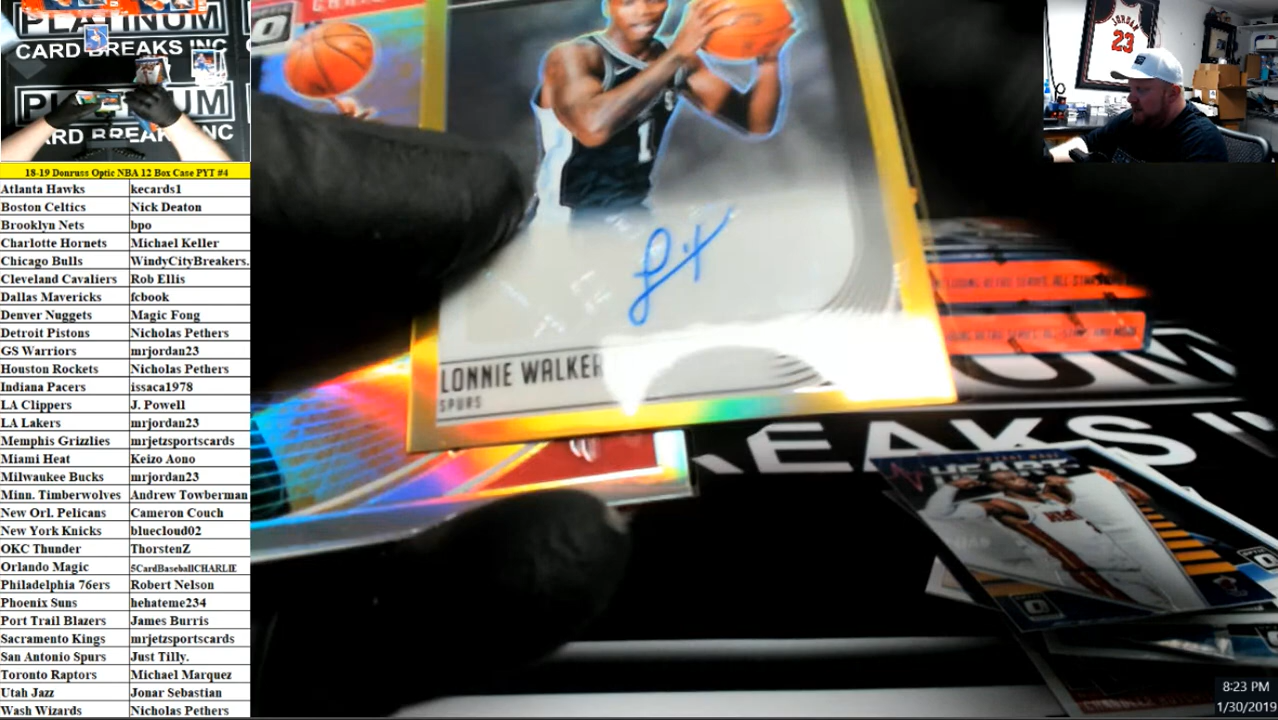 PLATINUM
CARD BREAKS INC
JORDAN
23
18-19 Donruss Optic NBA 12 Box Case PYT #4
Atlanta Hawks kecards1
Boston Celtics Nick Deaton
Brooklyn Nets bpo
Charlotte Hornets Michael Keller
Chicago Bulls WindyCityBreakers.
Cleveland Cavaliers Rob Ellis
Dallas Mavericks fcbook
Denver Nuggets Magic Fong
Detroit Pistons Nicholas Pethers
GS Warriors mrjordan23
Houston Rockets Nicholas Pethers
Indiana Pacers issaca1978
LA Clippers J. Powell
LA Lakers mrjordan23
Memphis Grizzlies mrjetzsportscards
Miami Heat Keizo Aono
Milwaukee Bucks mrjordan23
Minn. Timberwolves Andrew Towberman
New Orl. Pelicans Cameron Couch
New York Knicks bluecloud02
OKC Thunder ThorstenZ
Orlando Magic 5CardBaseballCHARLIE
Philadelphia 76ers Robert Nelson
Phoenix Suns hehateme234
Port Trail Blazers James Burris
Sacramento Kings mrjetzsportscards
San Antonio Spurs Just Tilly.
Toronto Raptors Michael Marquez
Utah Jazz Jonar Sebastian
Wash Wizards Nicholas Pethers
1
LONNIE WALKER
SPURS
EAKS
HEART
8:23 PM
1/30/2019